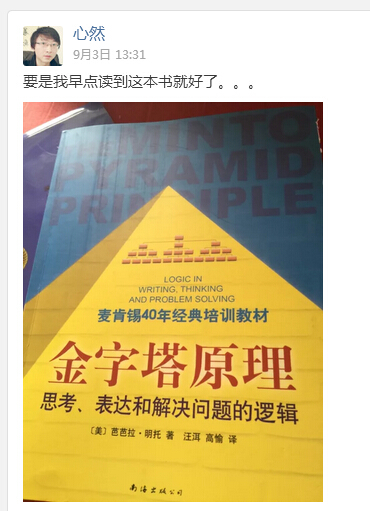 心然
9月3日 13:31
要是我早点读到这本书就好了。。。
MINTO
PYRAMID
PRINCIPLE
LOGIC IN
WRITING, THINKING
AND PROBLEM SOLVING
麦肯锡40年经典培训教材
金字塔原理
思考、表达和解决问题的逻辑
〔美〕芭芭拉·明托 著 汪洱 高愉 译
南海出版公司